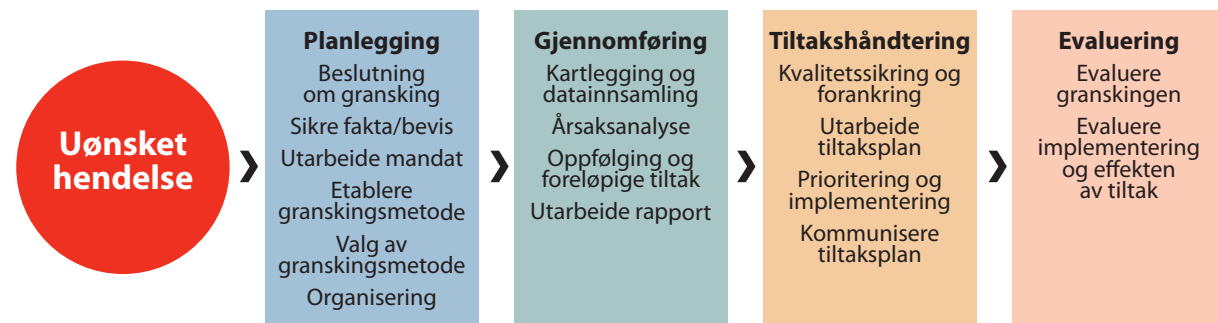 Uønsket
hendelse
Planlegging
Beslutning
om gransking
Sikre fakta/bevis
Utarbeide mandat
Etablere
granskingsmetode
Valg av
granskingsmetode
Organisering
Gjennomføring
Kartlegging og
datainnsamling
Årsaksanalyse
Oppfølging og
foreløpige tiltak
Utarbeide rapport
Tiltakshåndtering
Kvalitetssikring og
forankring
Utarbeide
tiltaksplan
Prioritering og
implementering
Kommunisere
tiltaksplan
Evaluering
Evaluere
granskingen
Evaluere
implementering
og effekten
av tiltak